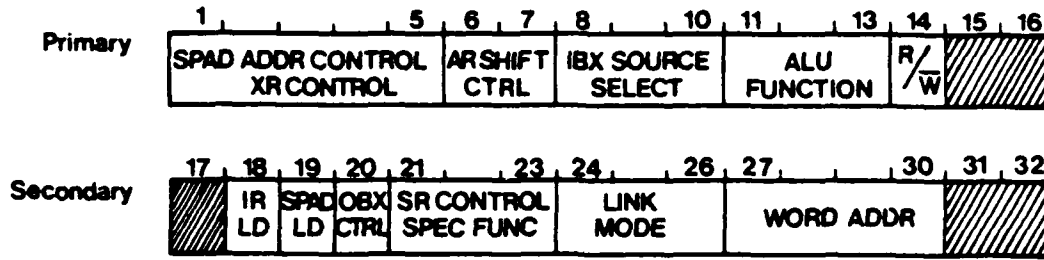 1 5 6 7 8 10 11 13 14 15 16
Primary
SPAD ADDR CONTROL AR SHIFT IBX SOURCE ALU R/W̅
XR CONTROL CTRL SELECT FUNCTION
17 18 19 20 21 23 24 26 27 30 31 32
Secondary
IR SPAD OBX SR CONTROL LINK WORD ADDR
LD LD CTRL SPEC FUNC MODE